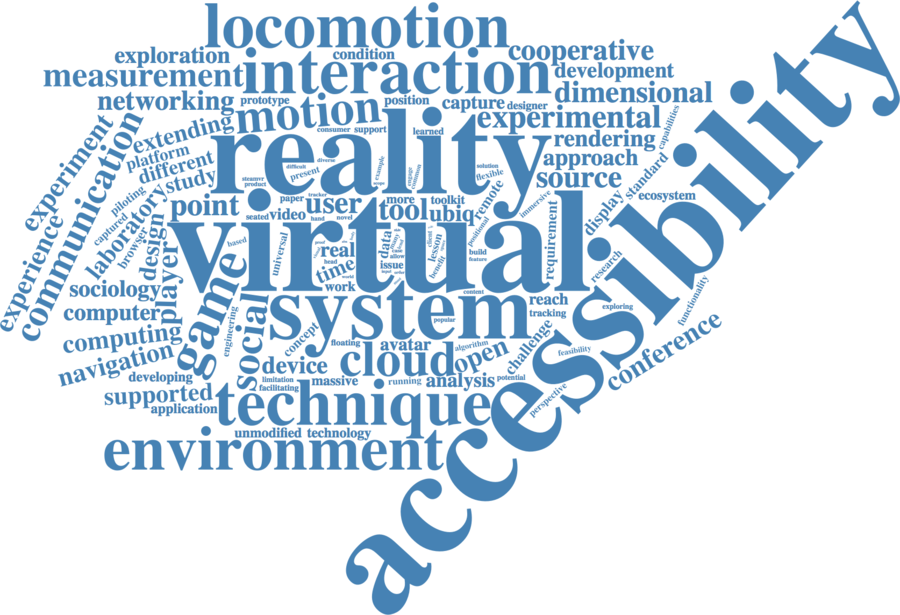 locomotion
exploration
condition
cooperative
measurement
interaction
development
networking
prototype
position
capture
designer
dimensional
motion
experimental
extending
consumer
support
learned
rendering
capabilities
experiment
communication
platform
reality
approach
different
difficult
diverse
present
example
engage
common
solution
flexible
study
steamvr
product
source
standard
piloting
captured
browser
laboratory
point
paper
tracker
user
more
toolkit
remote
immersive
display
ecosystem
seated
video
hand
novel
tool
ubiq
positional
experience
design
player
based
universal
virtual
real
head
time
world
work
data
issue
allow
client
lesson
benefit
build
feature
requirement
research
accessibility
sociology
computer
game
engineering
social
system
content
popular
reach
tracking
exploring
functionality
computing
concept
floating
avatar
algorithm
challenge
feasibility
conference
navigation
developing
device
cloud
open
supported
limitation
facilitating
massive
running
analysis
potential
perspective
application
technique
unmodified
technology
environment